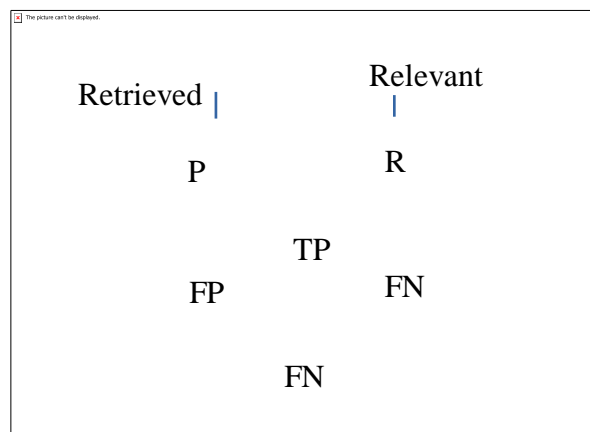 The picture can't be displayed.
Relevant
Retrieved
R
P
TP
FN
FP
FN